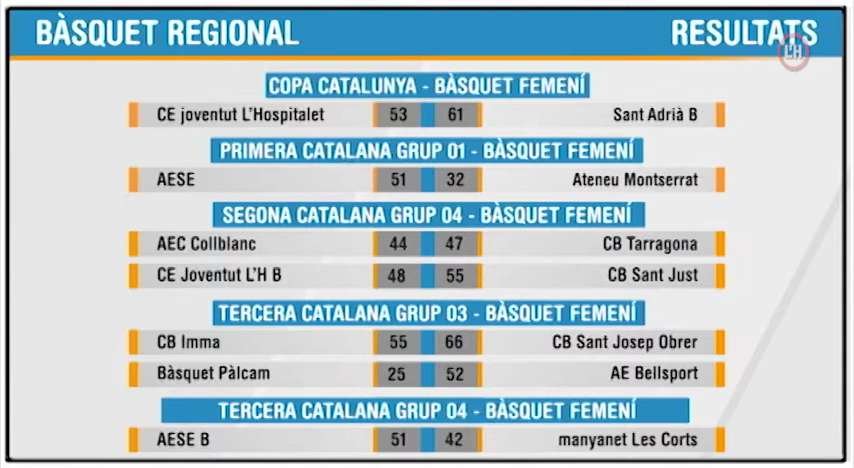 BÀSQUET REGIONAL RESULTATS
L'H
COPA CATALUNYA - BÀSQUET FEMENÍ
CE joventut L'Hospitalet 53 61 Sant Adrià B
PRIMERA CATALANA GRUP 01 - BÀSQUET FEMENÍ
AESE 51 32 Ateneu Montserrat
SEGONA CATALANA GRUP 04 - BÀSQUET FEMENÍ
AEC Collblanc 44 47 CB Tarragona
CE Joventut L'H B 48 55 CB Sant Just
TERCERA CATALANA GRUP 03 - BÀSQUET FEMENÍ
CB Imma 55 66 CB Sant Josep Obrer
Bàsquet Pàlcam 25 52 AE Bellsport
TERCERA CATALANA GRUP 04 - BÀSQUET FEMENÍ
AESE B 51 42 manyanet Les Corts